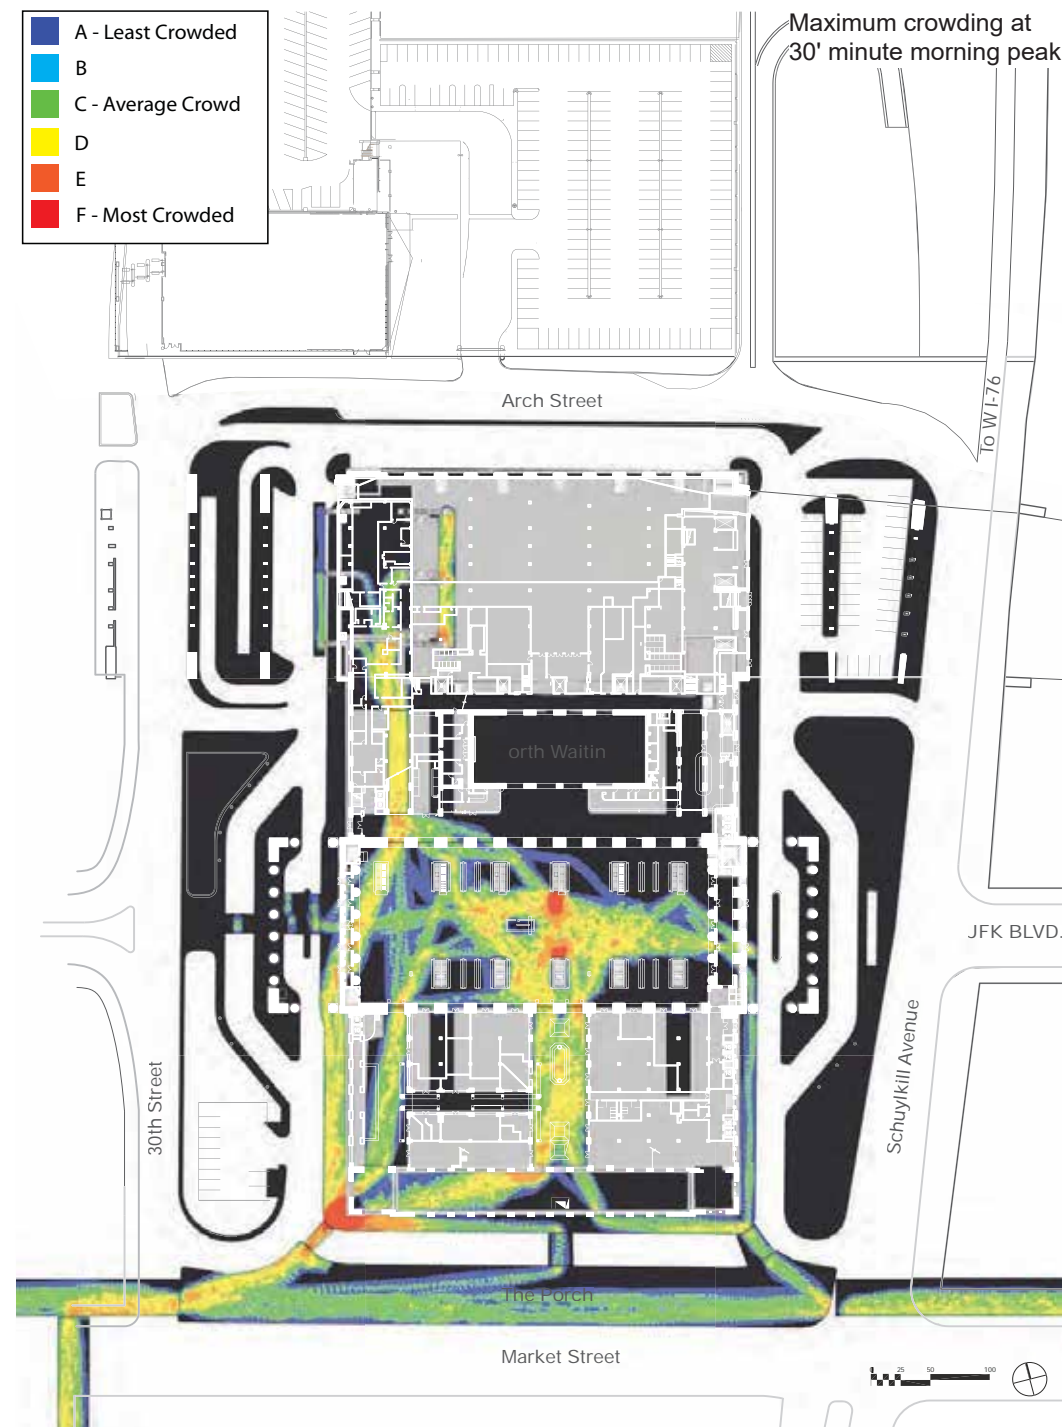 A - Least Crowded
B
C - Average Crowd
D
E
F - Most Crowded
Maximum crowding at
30' minute morning peak
Arch Street
To W I-76
orth Waitin
JFK BLVD.
Schuylkill Avenue
30th Street
The Porch
Market Street
25 50 100